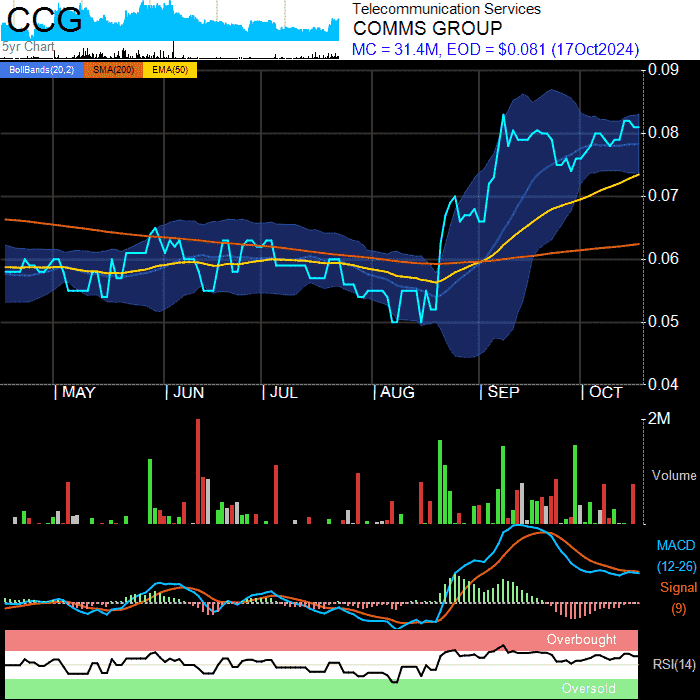 CCG
5yr Chart
Telecommunication Services
COMMS GROUP
MC = 31.4M, EOD = $0.081 (17Oct2024)
BollBands(20,2) SMA(200) EMA(50)
0.09
0.08
0.07
0.06
0.05
0.04
MAY JUN JUL AUG SEP OCT
2M
Volume
MACD
(12-26)
Signal
(9)
Overbought
RSI(14)
Oversold